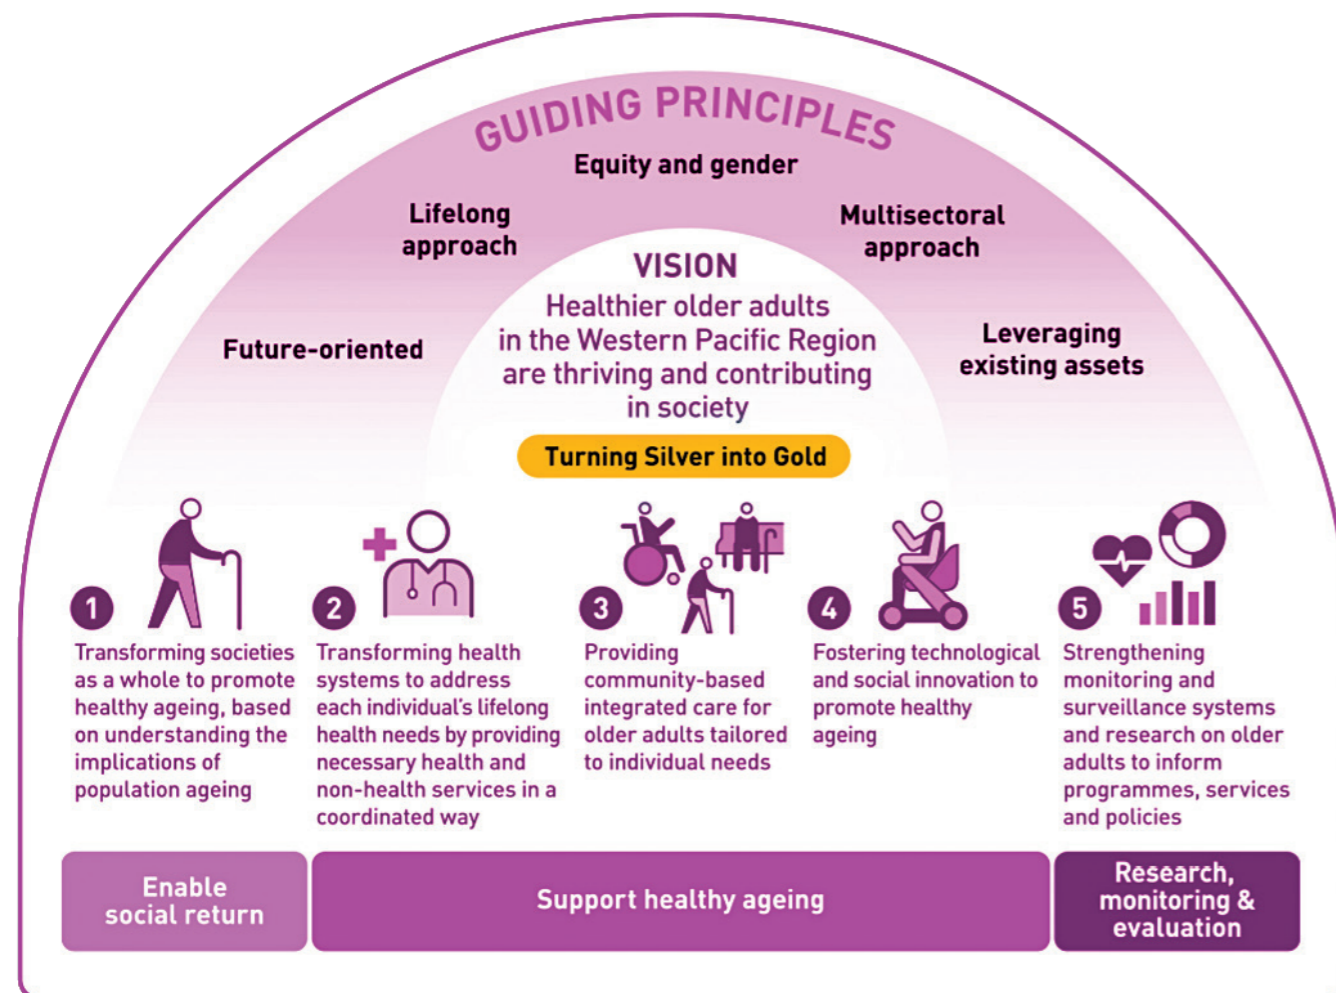 GUIDING PRINCIPLES
Equity and gender
Lifelong
approach
Multisectoral
approach
Future-oriented
Leveraging
existing assets
VISION
Healthier older adults
in the Western Pacific Region
are thriving and contributing
in society
Turning Silver into Gold
1
Transforming societies
as a whole to promote
healthy ageing, based
on understanding the
implications of
population ageing
2
Transforming health
systems to address
each individual's lifelong
health needs by providing
necessary health and
non-health services in a
coordinated way
3
Providing
community-based
integrated care for
older adults tailored
to individual needs
4
Fostering technological
and social innovation to
promote healthy
ageing
5
Strengthening
monitoring and
surveillance systems
and research on older
adults to inform
programmes, services
and policies
Enable
social return
Support healthy ageing
Research,
monitoring &
evaluation